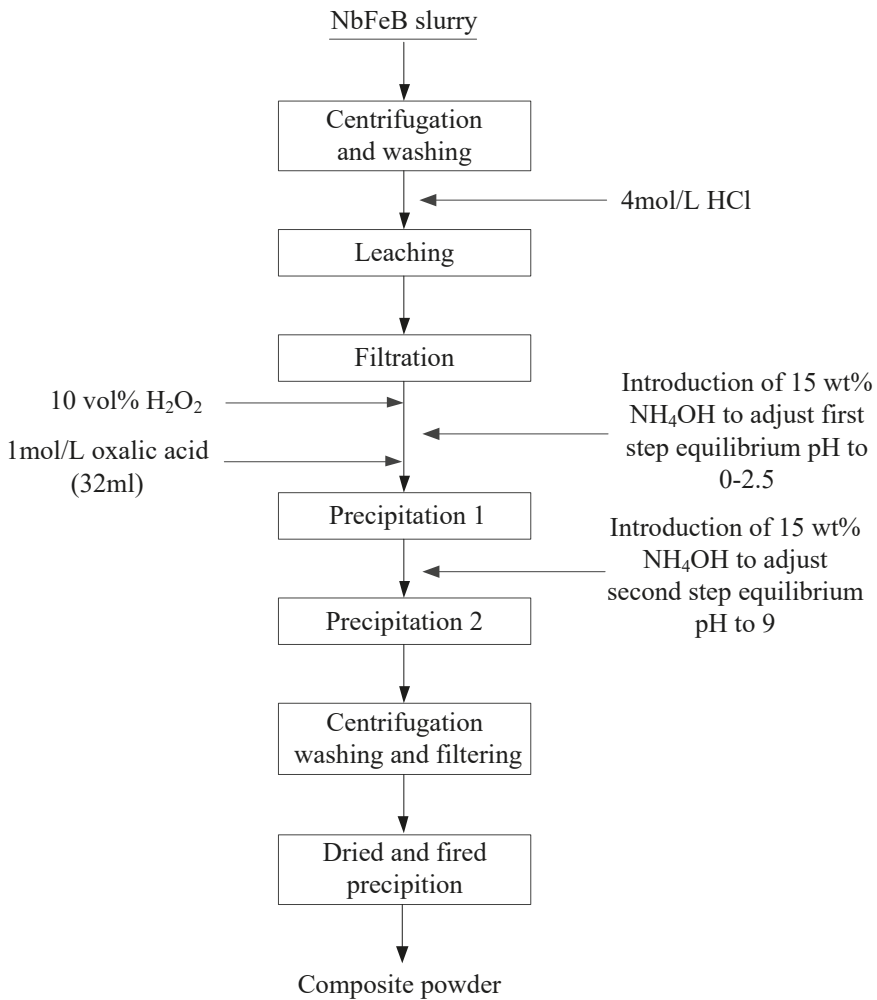 NbFeB slurry
Centrifugation
and washing
4mol/L HCl
Leaching
Filtration
10 vol% H₂O₂
Introduction of 15 wt%
NH₄OH to adjust first
step equilibrium pH to
0-2.5
1mol/L oxalic acid
(32ml)
Precipitation 1
Introduction of 15 wt%
NH₄OH to adjust
second step equilibrium
pH to 9
Precipitation 2
Centrifugation
washing and filtering
Dried and fired
precipition
Composite powder